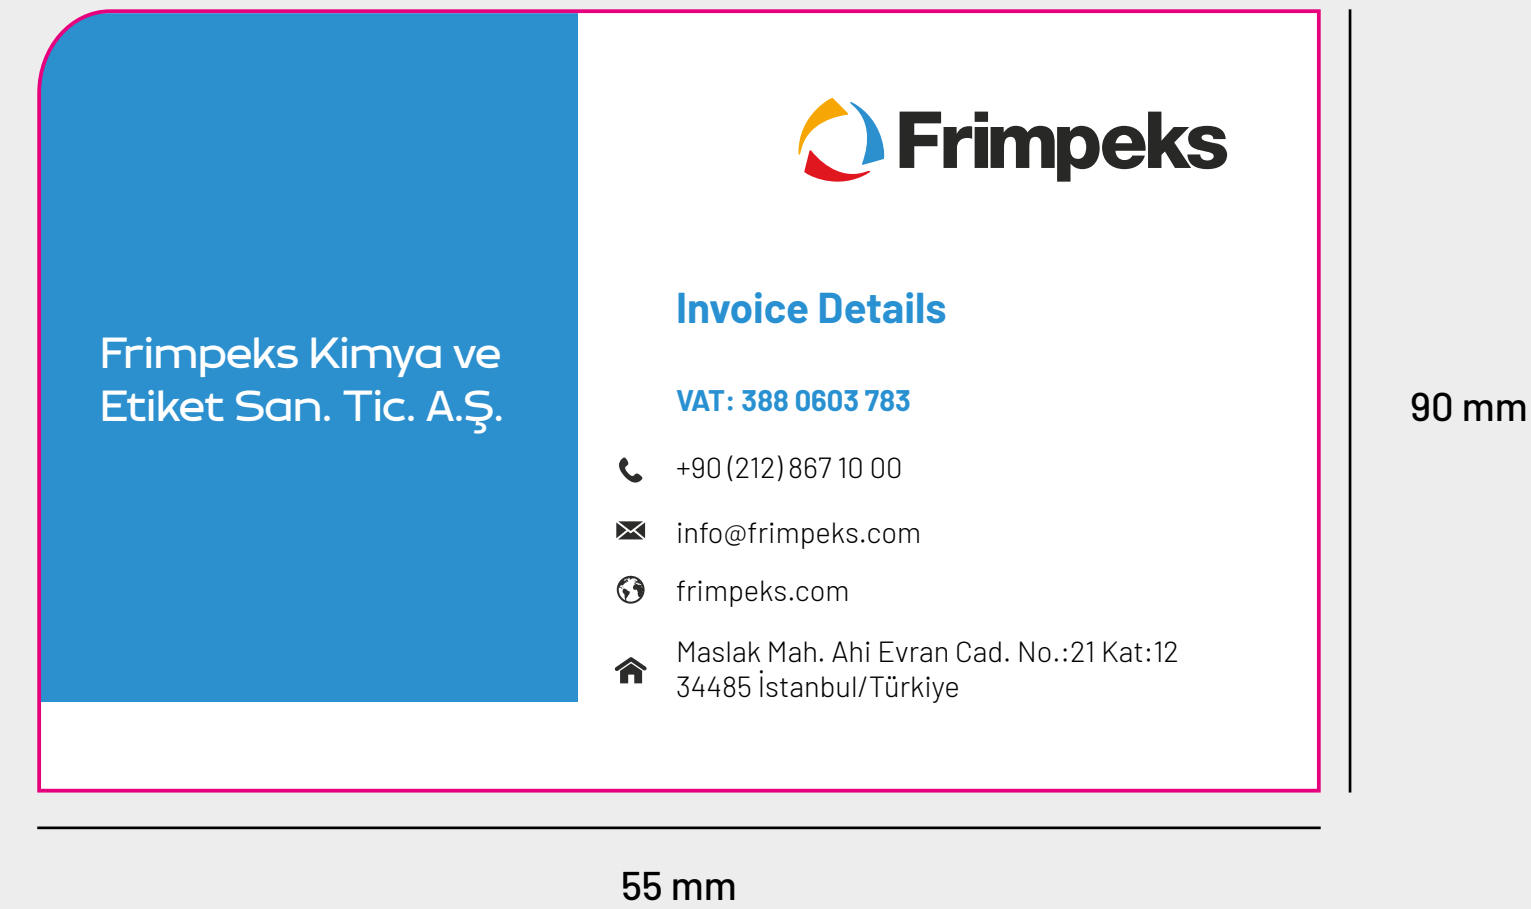 Frimpeks
Frimpeks Kimya ve
Etiket San. Tic. A.Ş.
Invoice Details
VAT: 388 0603 783
+90 (212) 867 10 00
info@frimpeks.com
frimpeks.com
Maslak Mah. Ahi Evran Cad. No.:21 Kat:12
34485 İstanbul/Türkiye
90 mm
55 mm